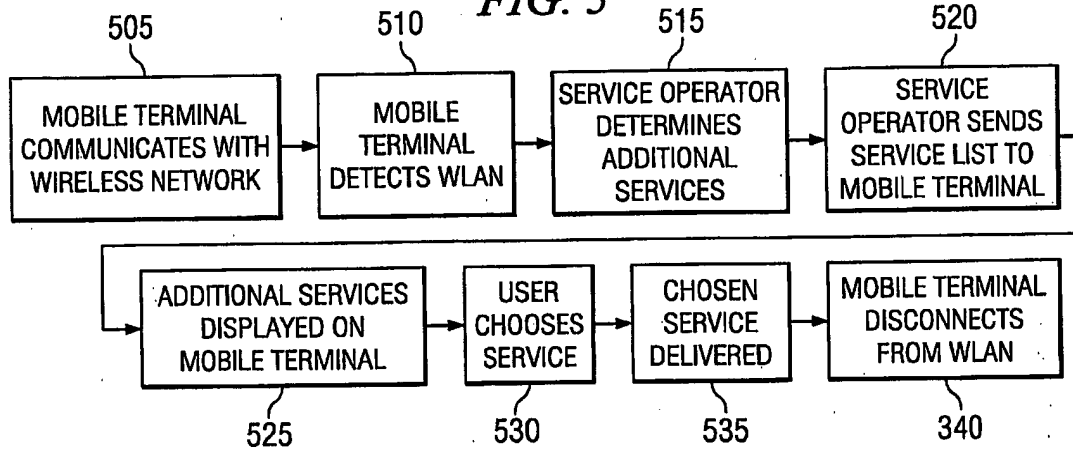 FIG. 5
505
510
515
520
MOBILE TERMINAL
COMMUNICATES WITH
WIRELESS NETWORK
MOBILE
TERMINAL
DETECTS WLAN
SERVICE OPERATOR
DETERMINES
ADDITIONAL
SERVICES
SERVICE
OPERATOR SENDS
SERVICE LIST TO
MOBILE TERMINAL
ADDITIONAL SERVICES
DISPLAYED ON
MOBILE TERMINAL
USER
CHOOSES
SERVICE
CHOSEN
SERVICE
DELIVERED
MOBILE TERMINAL
DISCONNECTS
FROM WLAN
525
530
535
340